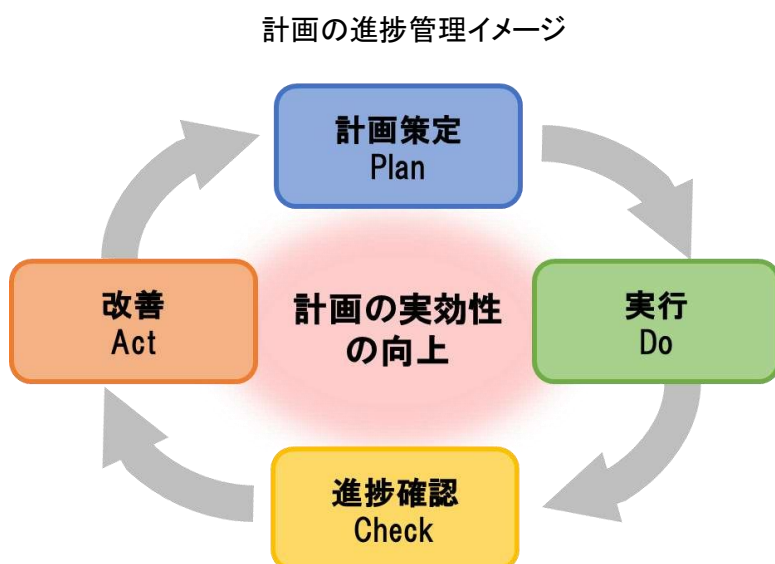 計画の進捗管理イメージ
計画策定
Plan
改善
Act
計画の実効性
の向上
実行
Do
進捗確認
Check